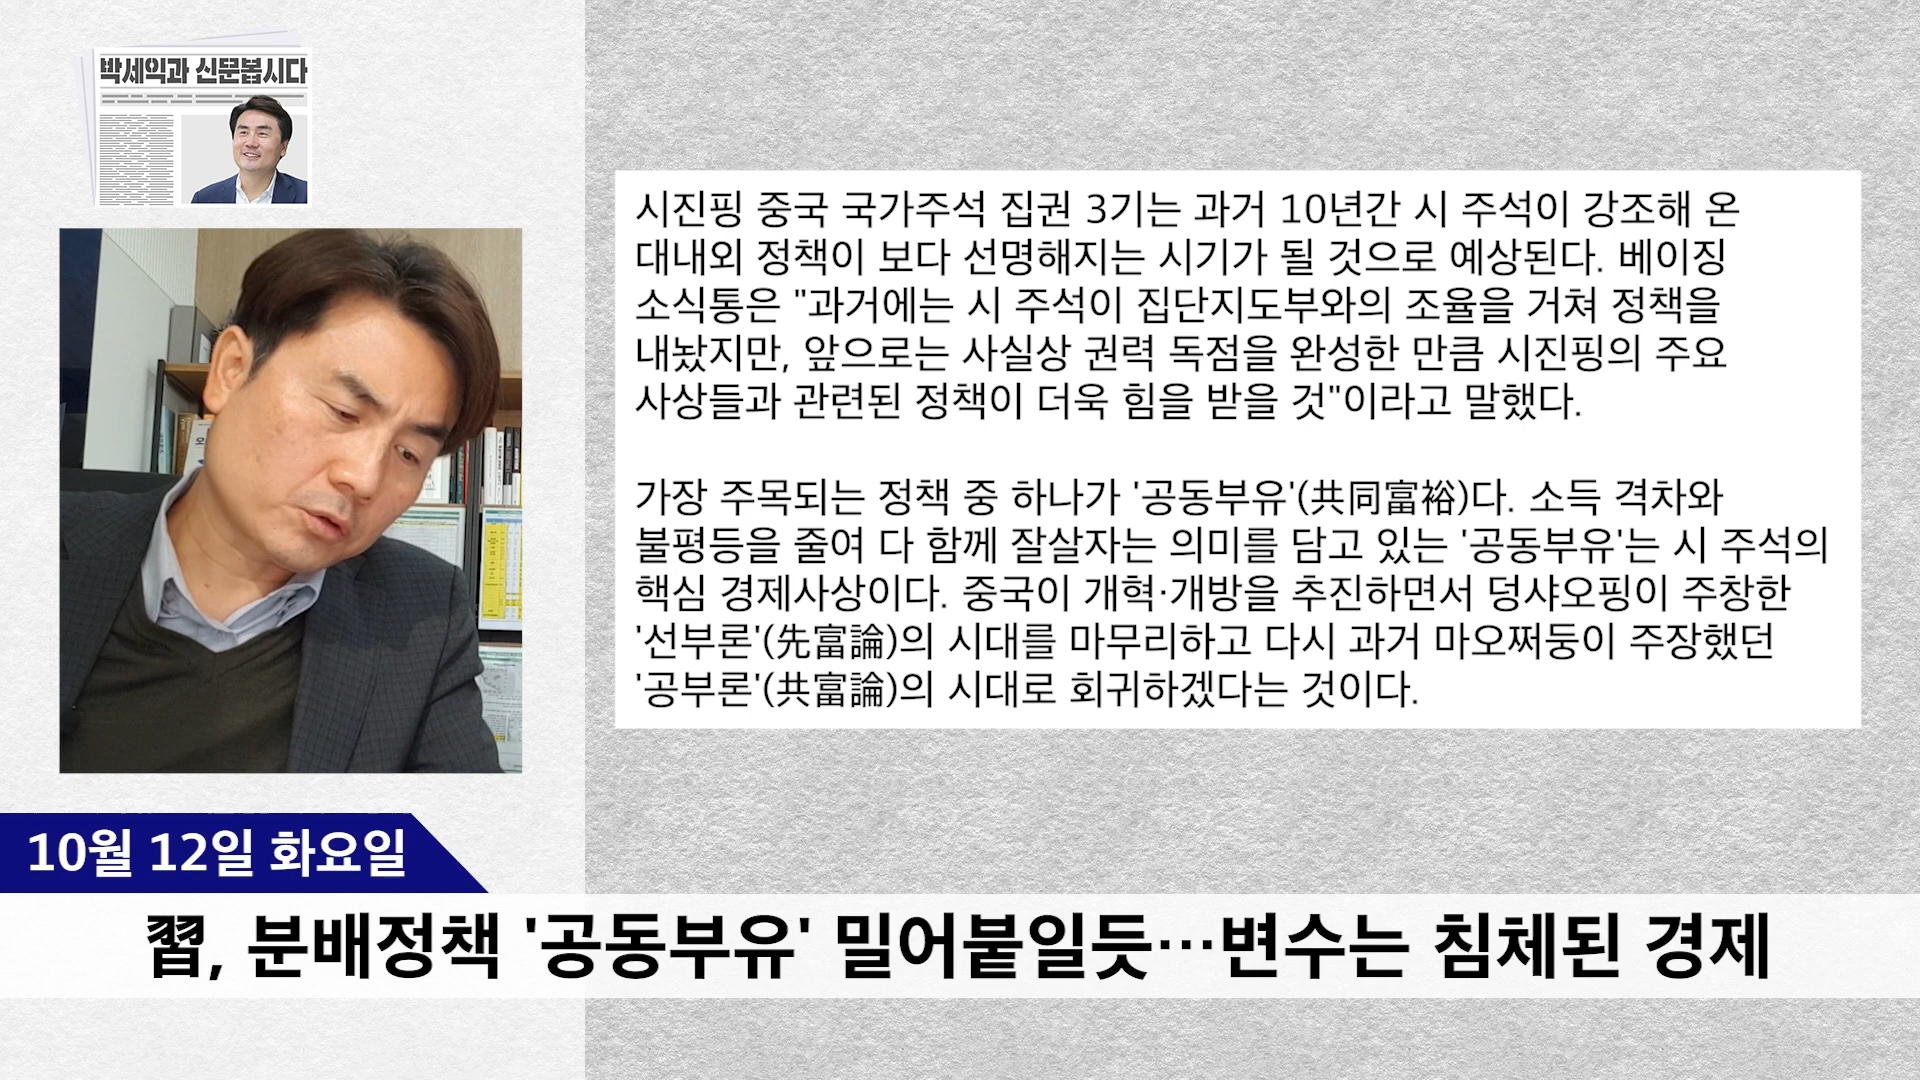 박세익과 신문봅시다
시진핑 중국 국가주석 집권 3기는 과거 10년간 시 주석이 강조해 온
대내외 정책이 보다 선명해지는 시기가 될 것으로 예상된다. 베이징
소식통은 "과거에는 시 주석이 집단지도부와의 조율을 거쳐 정책을
내놨지만, 앞으로는 사실상 권력 독점을 완성한 만큼 시진핑의 주요
사상들과 관련된 정책이 더욱 힘을 받을 것"이라고 말했다.
가장 주목되는 정책 중 하나가 '공동부유'(共同富裕)다. 소득 격차와
불평등을 줄여 다 함께 잘살자는 의미를 담고 있는 '공동부유'는 시 주석의
핵심 경제사상이다. 중국이 개혁·개방을 추진하면서 덩샤오핑이 주창한
'선부론'(先富論)의 시대를 마무리하고 다시 과거 마오쩌둥이 주장했던
'공부론'(共富論)의 시대로 회귀하겠다는 것이다.
10월 12일 화요일
習, 분배정책 '공동부유' 밀어붙일듯…변수는 침체된 경제